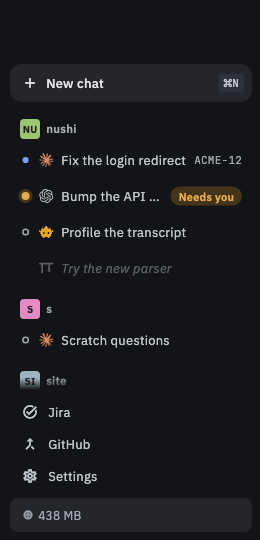 New chat ⌘N
NU nushi
Fix the login redirect ACME-12
Bump the API ... Needs you
Profile the transcript
Try the new parser
S s
Scratch questions
SI site
Jira
GitHub
Settings
438 MB